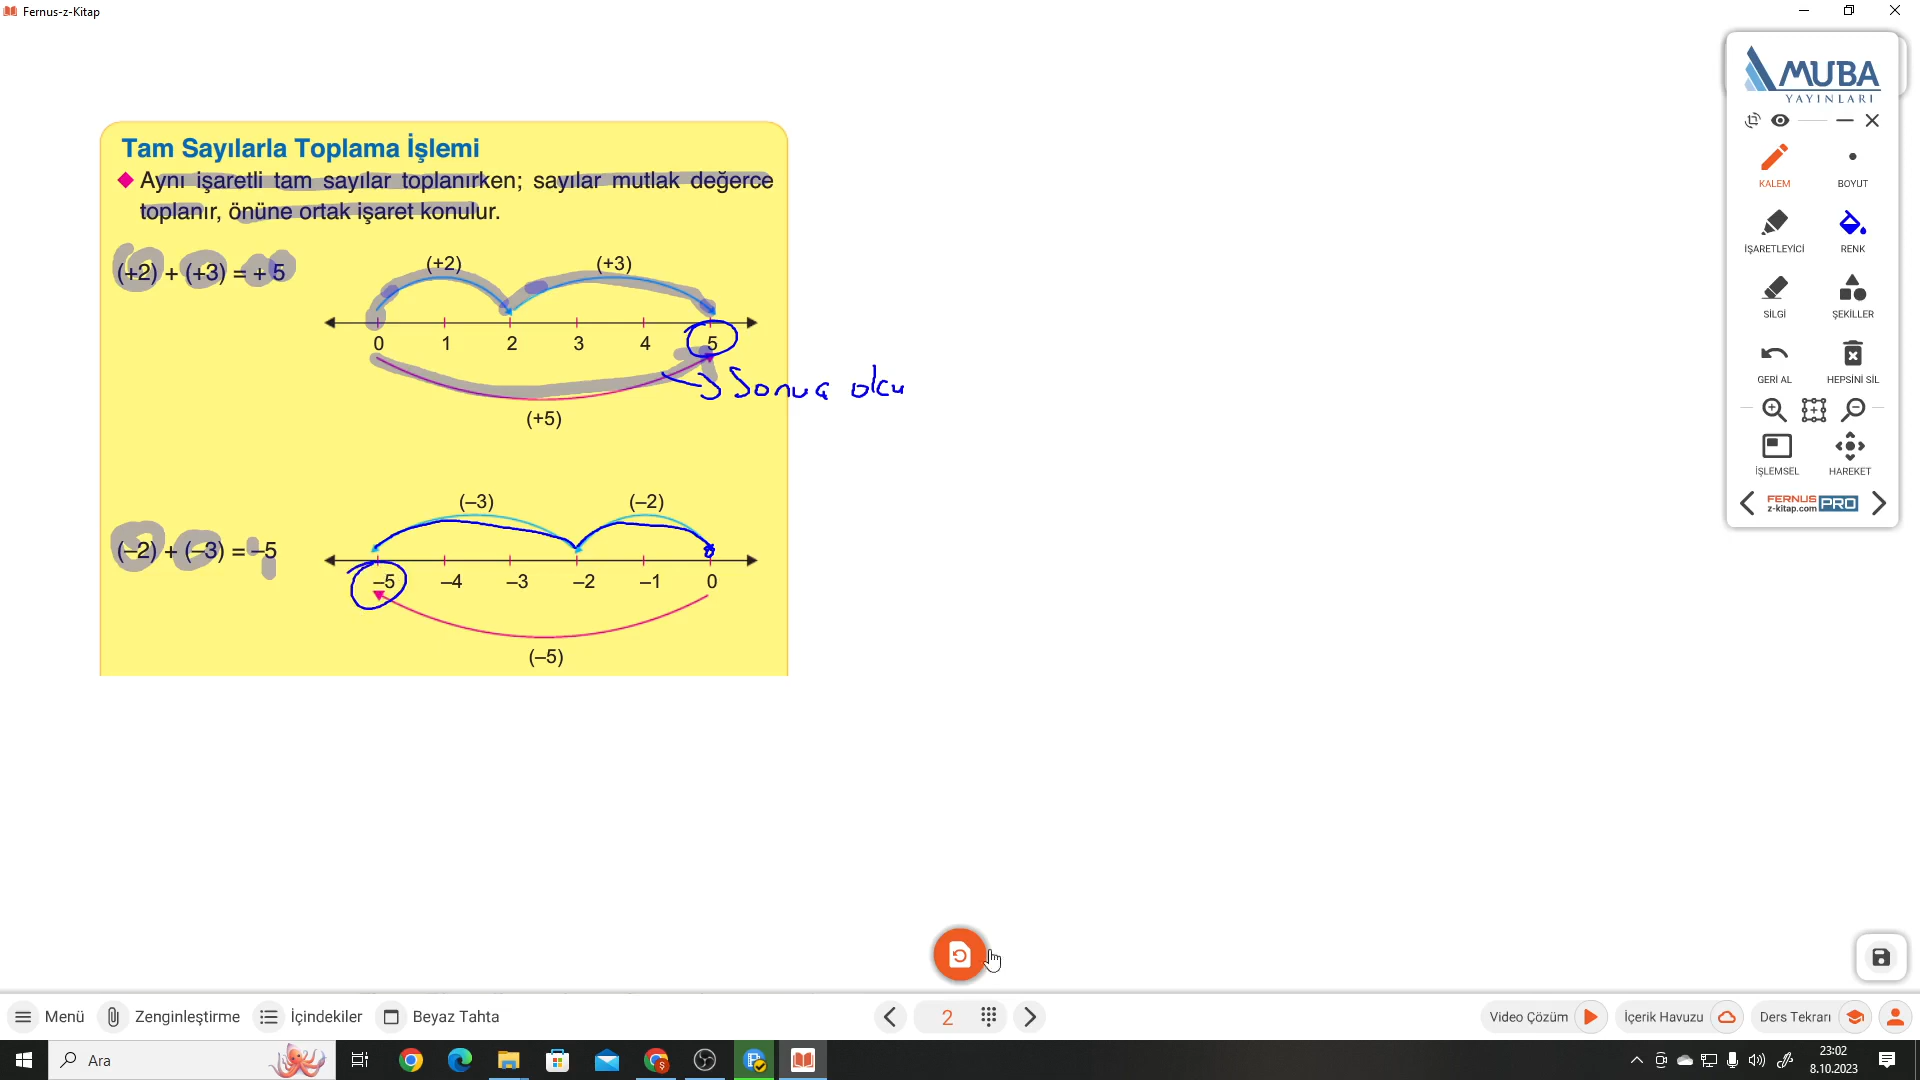 Fernus-z-Kitap
MUBA
YAYINLARI
Tam Sayılarla Toplama İşlemi
Aynı işaretli tam sayılar toplanırken; sayılar mutlak değerce
toplanır, önüne ortak işaret konulur.
(+2) + (+3) = + 5
(+2) (+3)
0 1 2 3 4 5
Sonuç olcu
(+5)
(–2) + (–3) = –5
(–3) (–2)
–5 –4 –3 –2 –1 0
(–5)
KALEM BOYUT
İŞARETLEYİCİ RENK
SİLGİ ŞEKİLLER
GERİ AL HEPSİNİ SİL
İŞLEMSEL HAREKET
FERNUS PRO
z-kitap.com
Menü Zenginleştirme İçindekiler Beyaz Tahta 2 Video Çözüm İçerik Havuzu Ders Tekrarı
Ara
23:02
8.10.2023